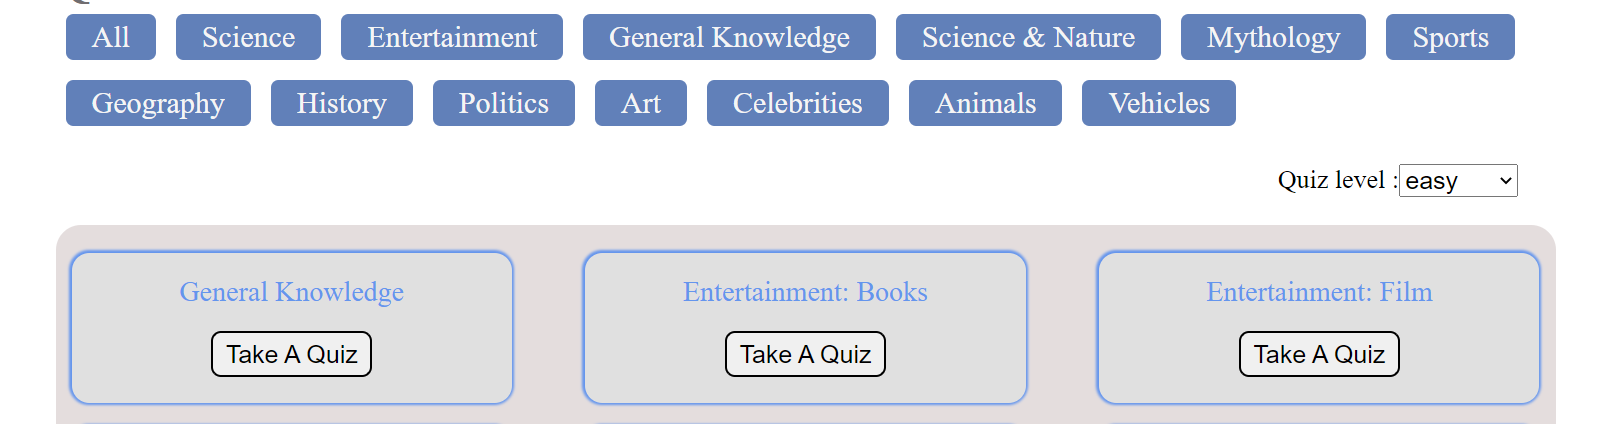 All Science Entertainment General Knowledge Science & Nature Mythology Sports
Geography History Politics Art Celebrities Animals Vehicles
Quiz level : easy
General Knowledge Entertainment: Books Entertainment: Film
Take A Quiz Take A Quiz Take A Quiz